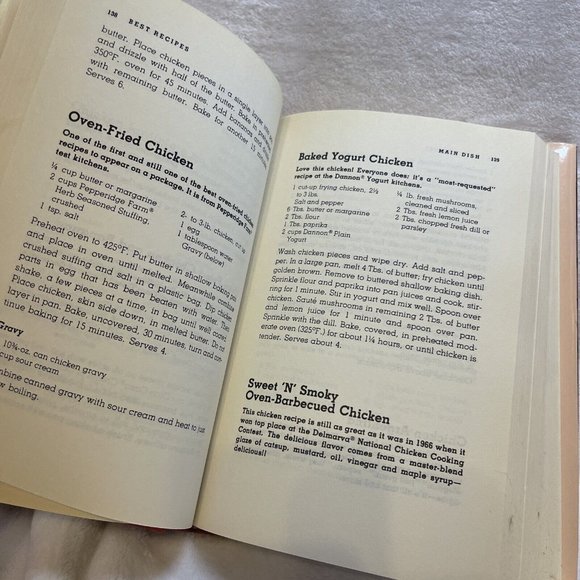 138 BEST RECIPES
butter. Place chicken pieces in a single layer
and drizzle with half of the butter. Bake in
350°F. oven for 45 minutes. Add bananas and
with remaining butter. Bake for another
Serves 6.
Oven-Fried Chicken
One of the first and still one of the best oven-fried chicken
recipes to appear on a package. It is from Pepperidge Farm
test kitchens.
¼ cup butter or margarine
2 cups Pepperidge Farm®
Herb Seasoned Stuffing,
crushed
1 tsp. salt
2. to 3-lb. chicken, cut
1 egg
1 tablespoon water
Gravy (below)
Preheat oven to 425°F. Put butter in shallow baking pan
and place in oven until melted. Meanwhile combine
crushed stuffing and salt in a plastic bag. Dip chicken
parts in egg that has been beaten with water. Then
shake, a few pieces at a time, in bag until well coated.
Place chicken, skin side down, in melted butter. Do not
layer in pan. Bake, uncovered, 30 minutes, turn and con-
tinue baking for 15 minutes. Serves 4.
Gravy
10¾-oz. can chicken gravy
cup sour cream
mbine canned gravy with sour cream and heat to just
w boiling.
MAIN DISH 139
Baked Yogurt Chicken
Love this chicken! Everyone does; it's a "most-requested"
recipe at the Dannon® Yogurt kitchens.
1 cut-up frying chicken, 2½
to 3 lbs.
Salt and pepper
6 Tbs. butter or margarine
2 Tbs. flour
1 Tbs. paprika
2 cups Dannon® Plain
Yogurt
¼ lb. fresh mushrooms,
cleaned and sliced
2 Tbs. fresh lemon juice
2 Tbs. chopped fresh dill or
parsley
Wash chicken pieces and wipe dry. Add salt and pep-
per. In a large pan, melt 4 Tbs. of butter; fry chicken until
golden brown. Remove to buttered shallow baking dish.
Sprinkle flour and paprika into pan juices and cook, stir-
ring for 1 minute. Stir in yogurt and mix well. Spoon over
chicken. Sauté mushrooms in remaining 2 Tbs. of butter
and lemon juice for 1 minute and spoon over pan.
Sprinkle with the dill. Bake, covered, in preheated mod-
erate oven (325°F.) for about 1¼ hours, or until chicken is
tender. Serves about 4.
Sweet 'N' Smoky
Oven-Barbecued Chicken
This chicken recipe is still as great as it was in 1966 when it
won top place at the Delmarva® National Chicken Cooking
Contest. The delicious flavor comes from a master-blend
glaze of catsup, mustard, oil, vinegar and maple syrup—
delicious!!